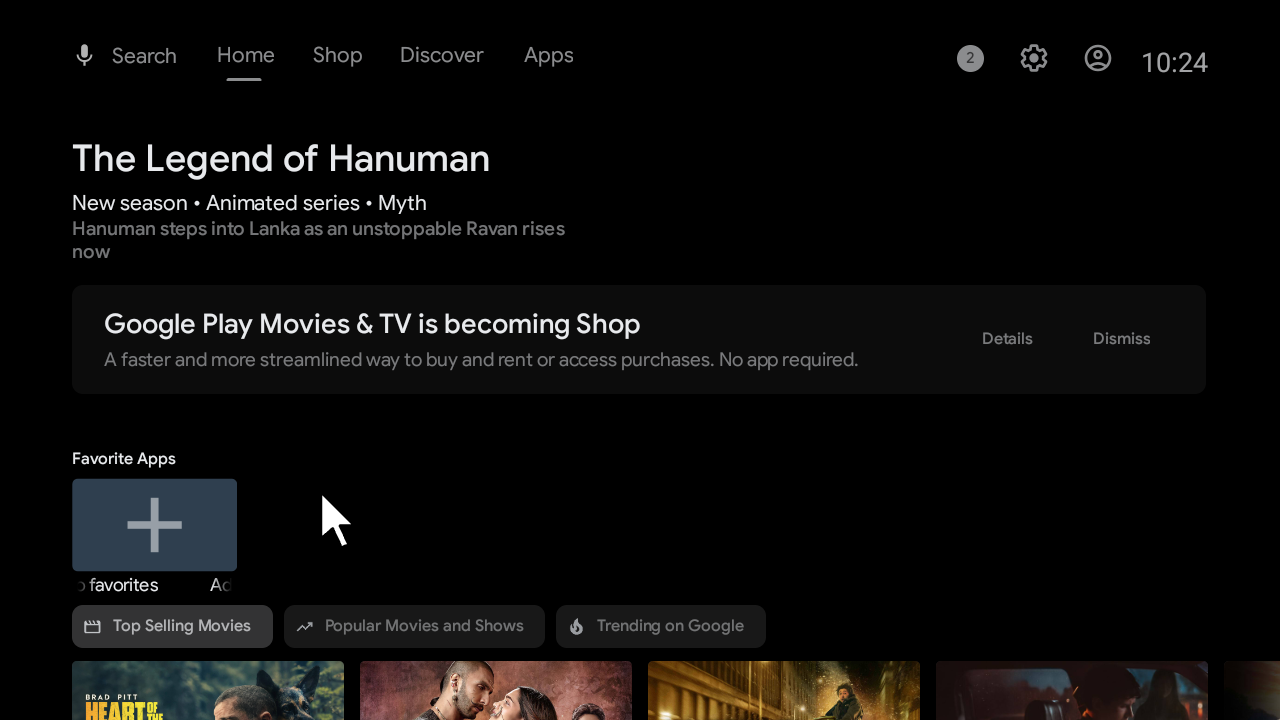 Search Home Shop Discover Apps 2 10:24
The Legend of Hanuman
New season • Animated series • Myth
Hanuman steps into Lanka as an unstoppable Ravan rises
now
Google Play Movies & TV is becoming Shop
A faster and more streamlined way to buy and rent or access purchases. No app required.
Details Dismiss
Favorite Apps
favorites
Top Selling Movies Popular Movies and Shows Trending on Google
BRAD PITT
HEART OF THE